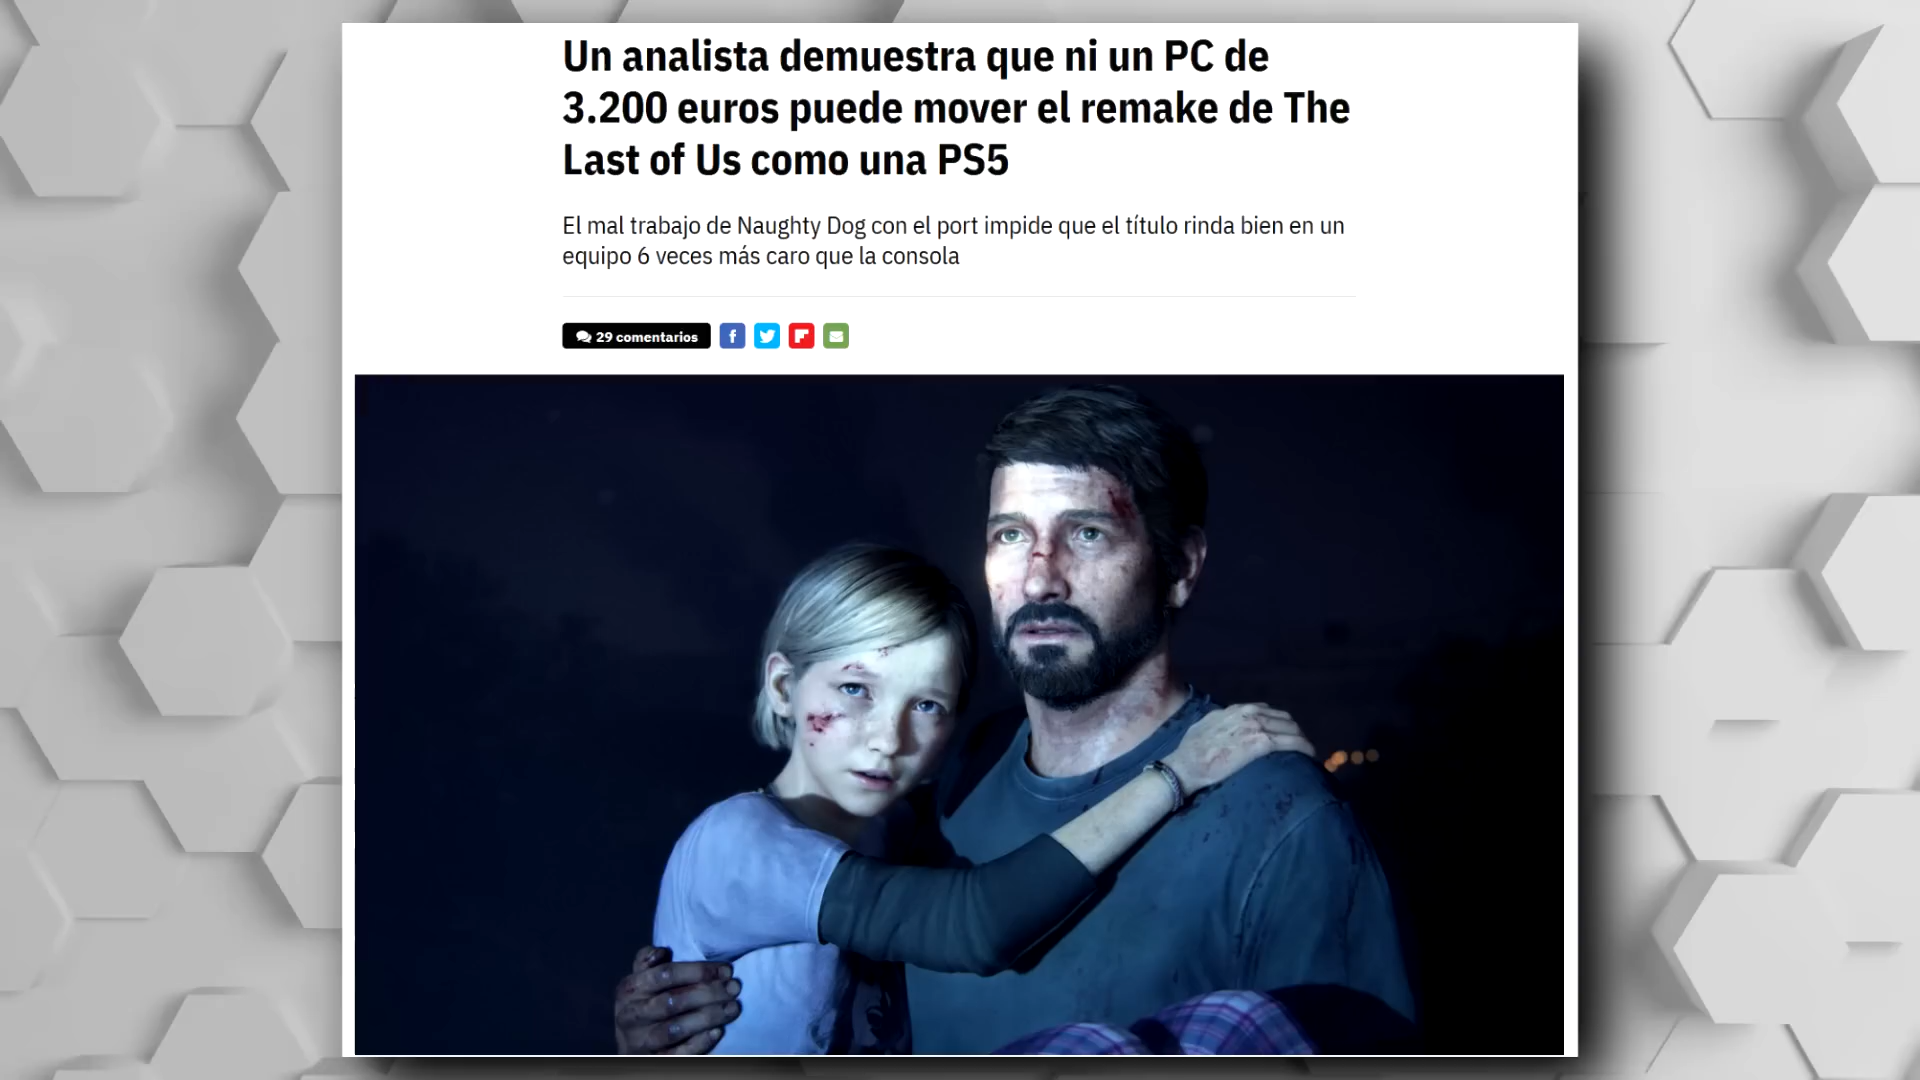 Un analista demuestra que ni un PC de
3.200 euros puede mover el remake de The
Last of Us como una PS5
El mal trabajo de Naughty Dog con el port impide que el título rinda bien en un
equipo 6 veces más caro que la consola
29 comentarios